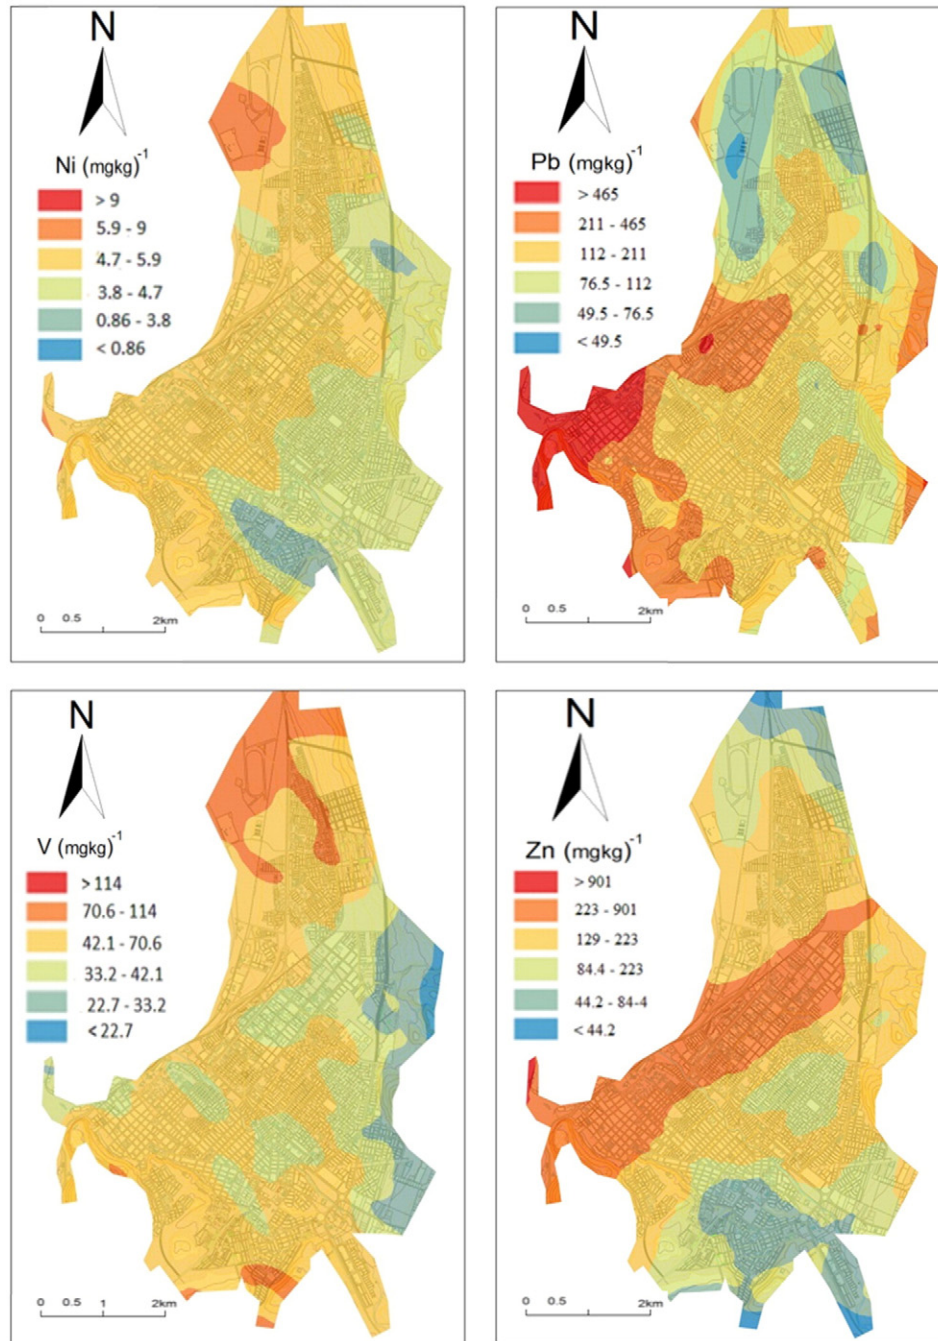 N
Ni (mgkg)-1
> 9
5.9 - 9
4.7 - 5.9
3.8 - 4.7
0.86 - 3.8
< 0.86
0 0.5 2km
N
Pb (mgkg)-1
> 465
211 - 465
112 - 211
76.5 - 112
49.5 - 76.5
< 49.5
0 0.5 2km
N
V (mgkg)-1
> 114
70.6 - 114
42.1 - 70.6
33.2 - 42.1
22.7 - 33.2
< 22.7
0 0.5 1 2km
N
Zn (mgkg)-1
> 901
223 - 901
129 - 223
84.4 - 223
44.2 - 84-4
< 44.2
0 0.5 1 2km